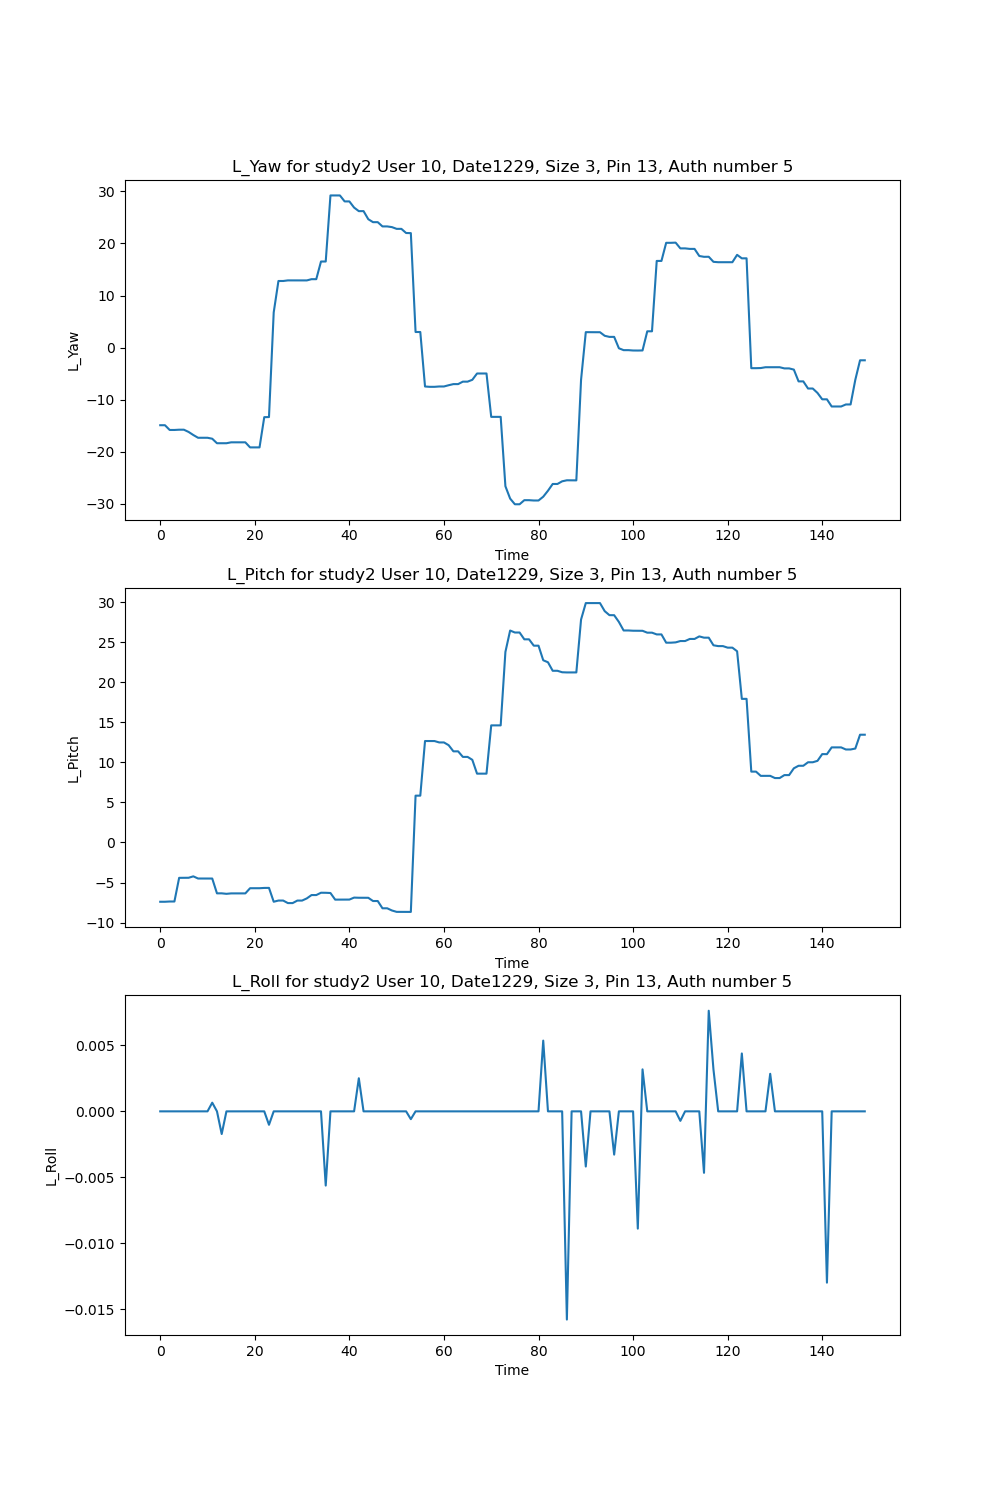 L_Yaw for study2 User 10, Date1229, Size 3, Pin 13, Auth number 5
30
20
10
0
−10
−20
−30
L_Yaw
0 20 40 60 80 100 120 140
Time
L_Pitch for study2 User 10, Date1229, Size 3, Pin 13, Auth number 5
30
25
20
15
10
5
0
−5
−10
L_Pitch
0 20 40 60 80 100 120 140
Time
L_Roll for study2 User 10, Date1229, Size 3, Pin 13, Auth number 5
0.005
0.000
−0.005
−0.010
−0.015
L_Roll
0 20 40 60 80 100 120 140
Time